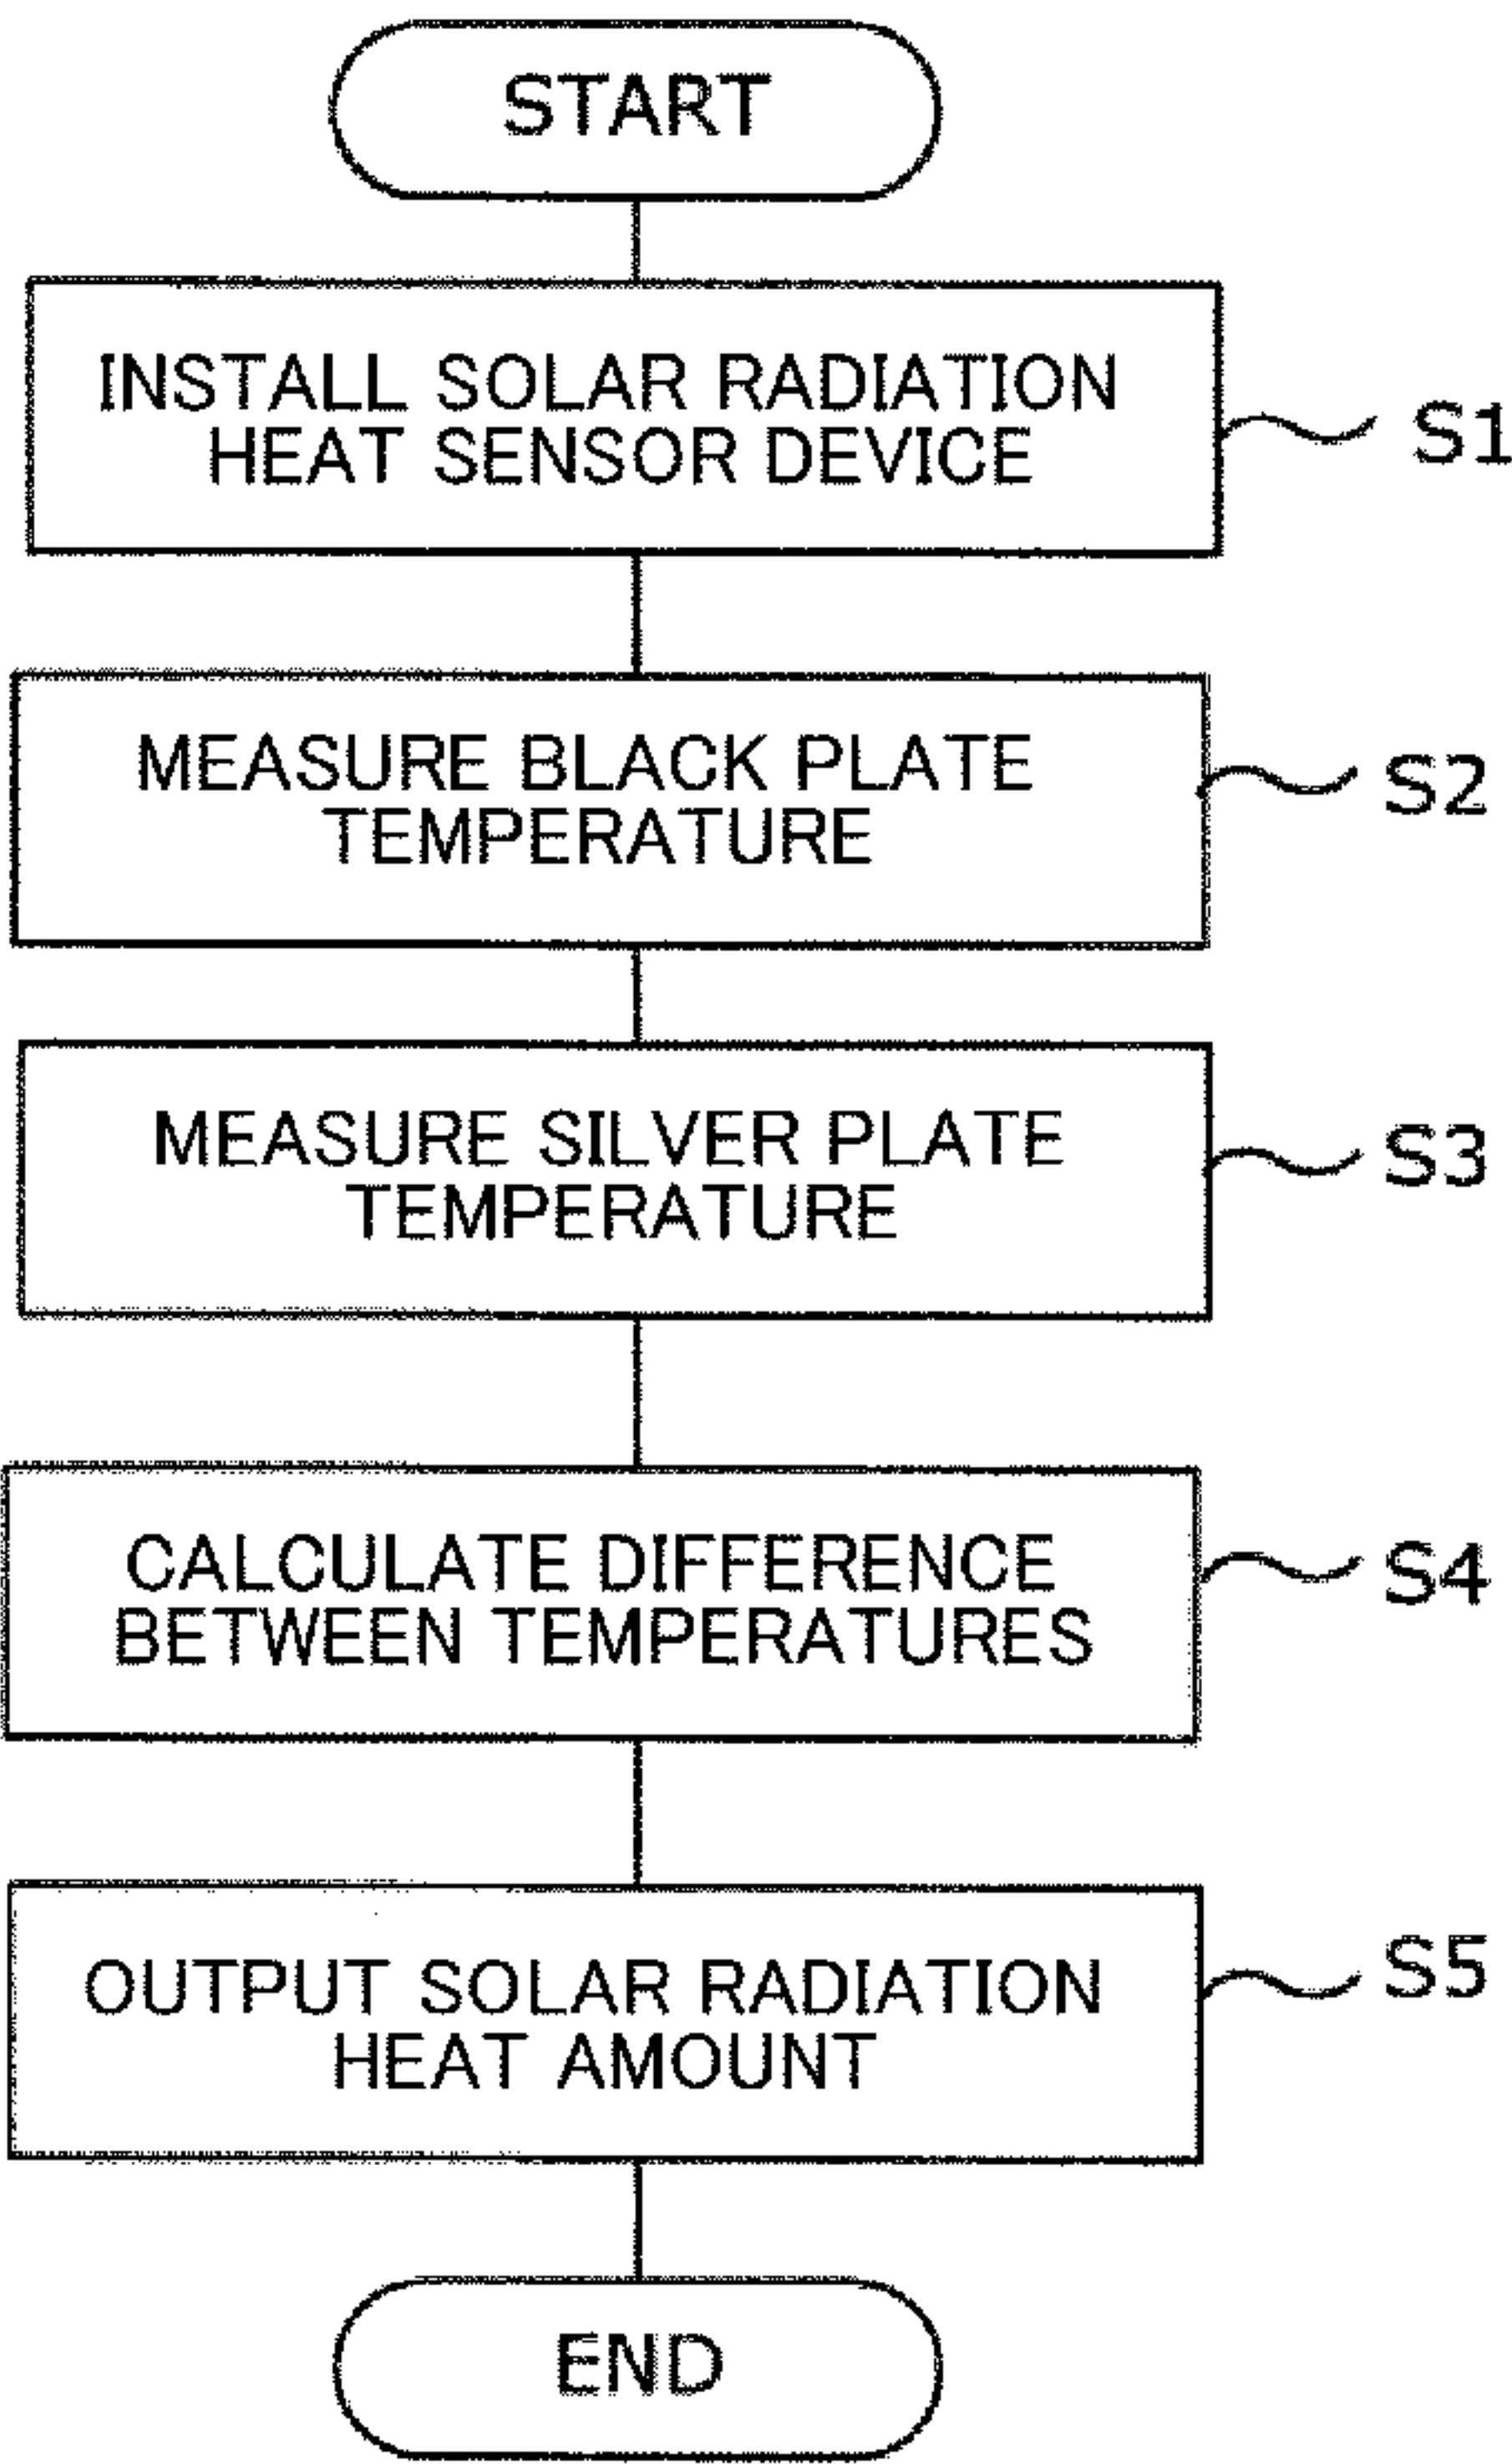 START
INSTALL SOLAR RADIATION
HEAT SENSOR DEVICE
S1
MEASURE BLACK PLATE
TEMPERATURE
S2
MEASURE SILVER PLATE
TEMPERATURE
S3
CALCULATE DIFFERENCE
BETWEEN TEMPERATURES
S4
OUTPUT SOLAR RADIATION
HEAT AMOUNT
S5
END